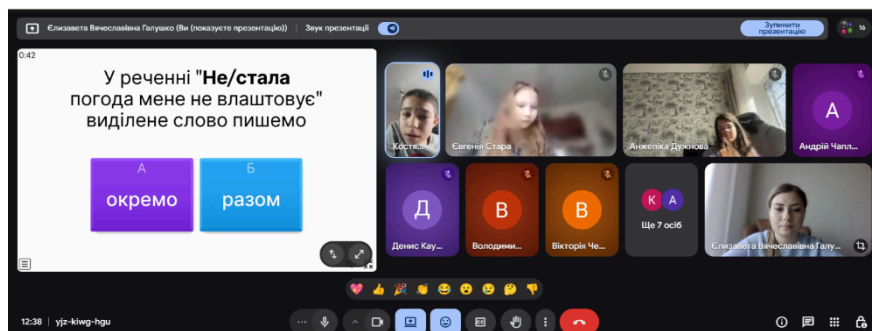 Єлизавета Вячеславівна Галушко (Ви (показуєте презентацію))
Звук презентації
Зупинити
презентацію
16
0:42
У реченні "Не/стала
погода мене не влаштовує"
виділене слово пишемо
А
окремо
Б
разом
Костя...
Євгенія Стара
Анжеліка Дужнова
А
Андрій Чапл...
Д
Денис Кау...
В
Володими...
В
Вікторія Че...
К А
Ще 7 осіб
Єлизавета Вячеславівна Галу...
12:38 | yjz-kiwg-hgu